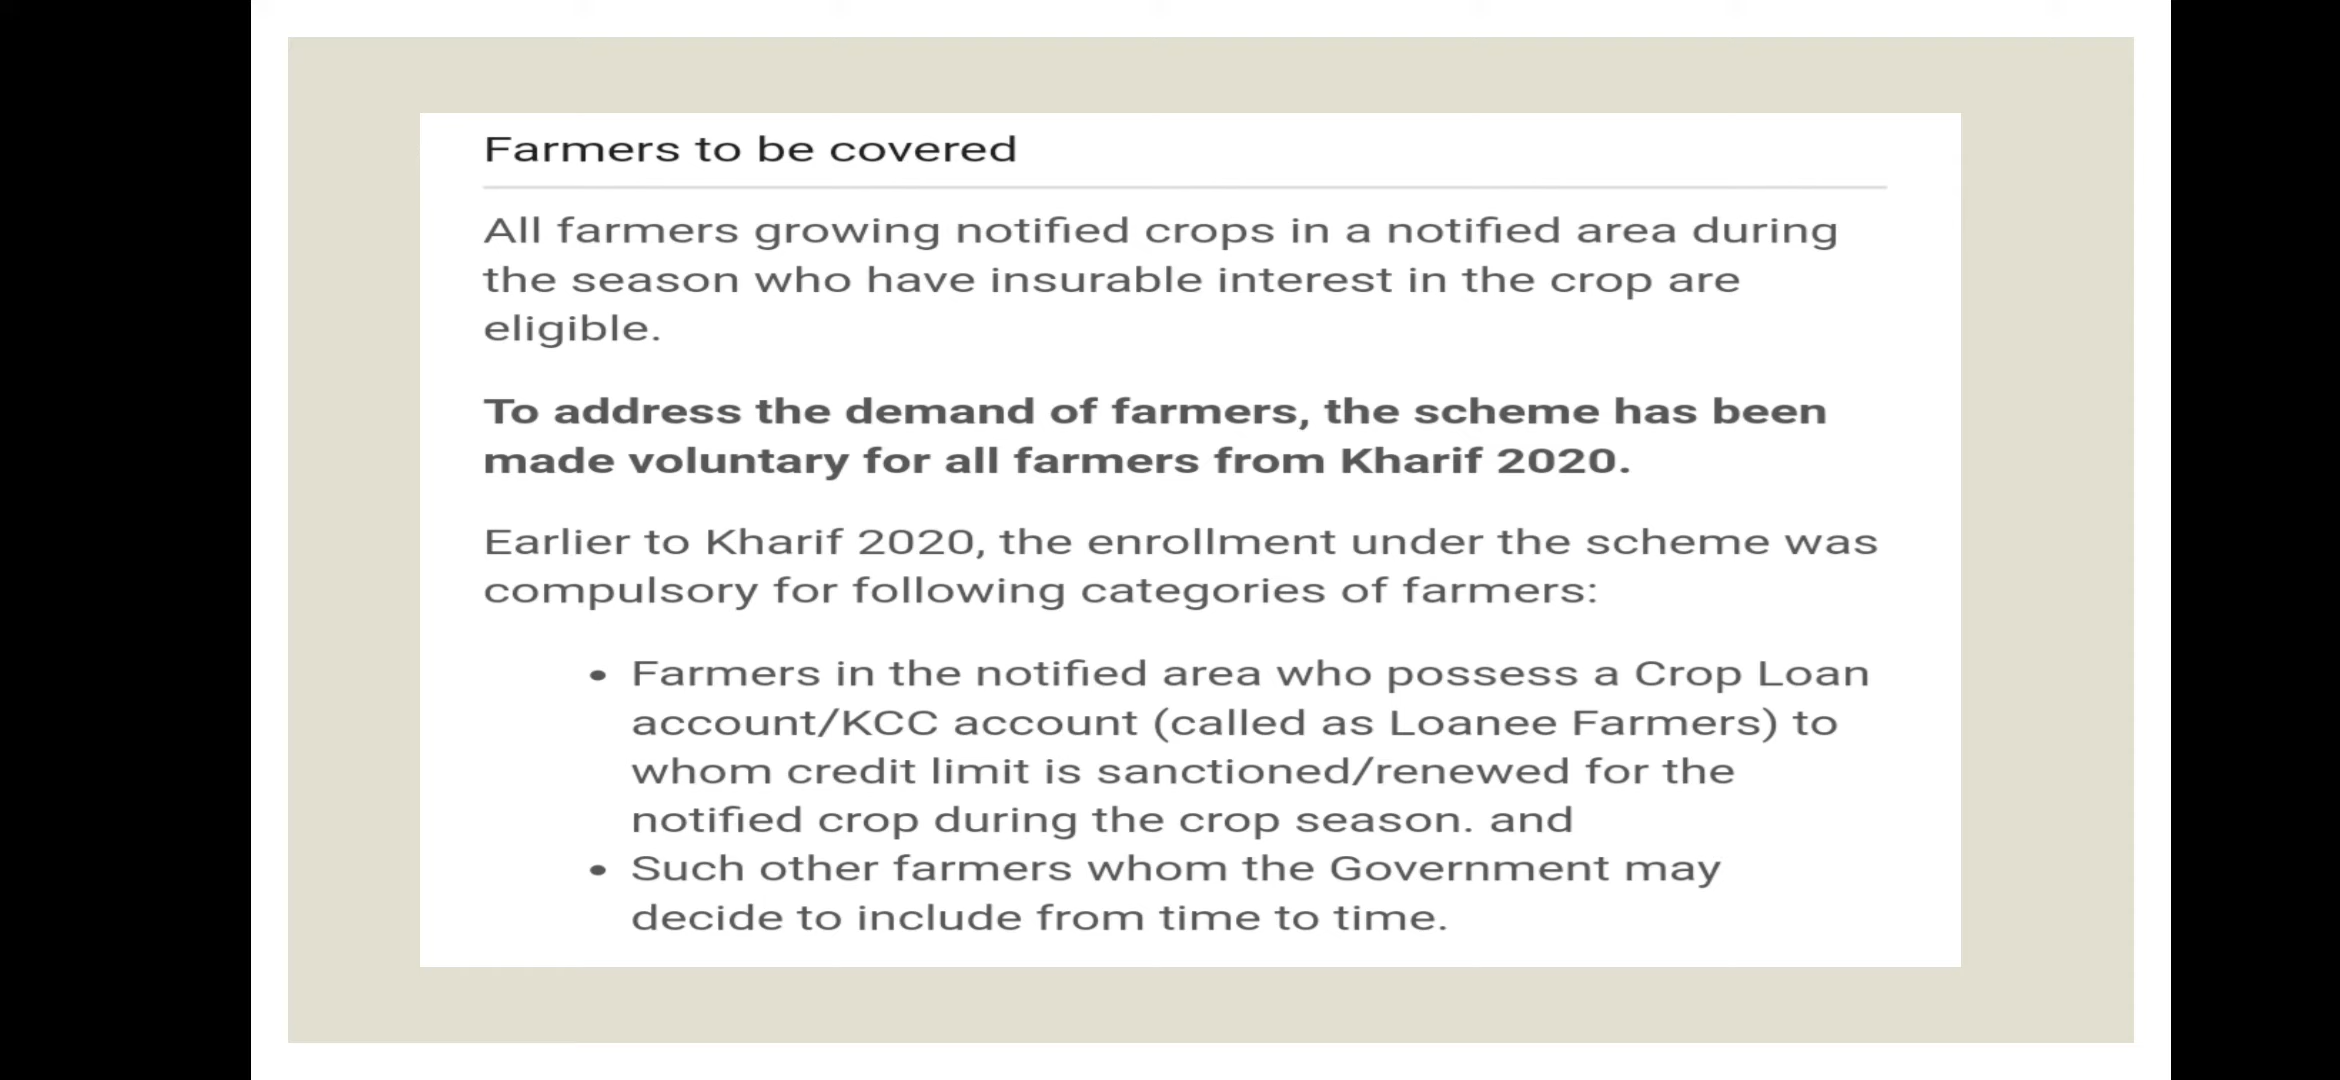 Farmers to be covered
All farmers growing notified crops in a notified area during
the season who have insurable interest in the crop are
eligible.
To address the demand of farmers, the scheme has been
made voluntary for all farmers from Kharif 2020.
Earlier to Kharif 2020, the enrollment under the scheme was
compulsory for following categories of farmers:
• Farmers in the notified area who possess a Crop Loan
account/KCC account (called as Loanee Farmers) to
whom credit limit is sanctioned/renewed for the
notified crop during the crop season. and
• Such other farmers whom the Government may
decide to include from time to time.